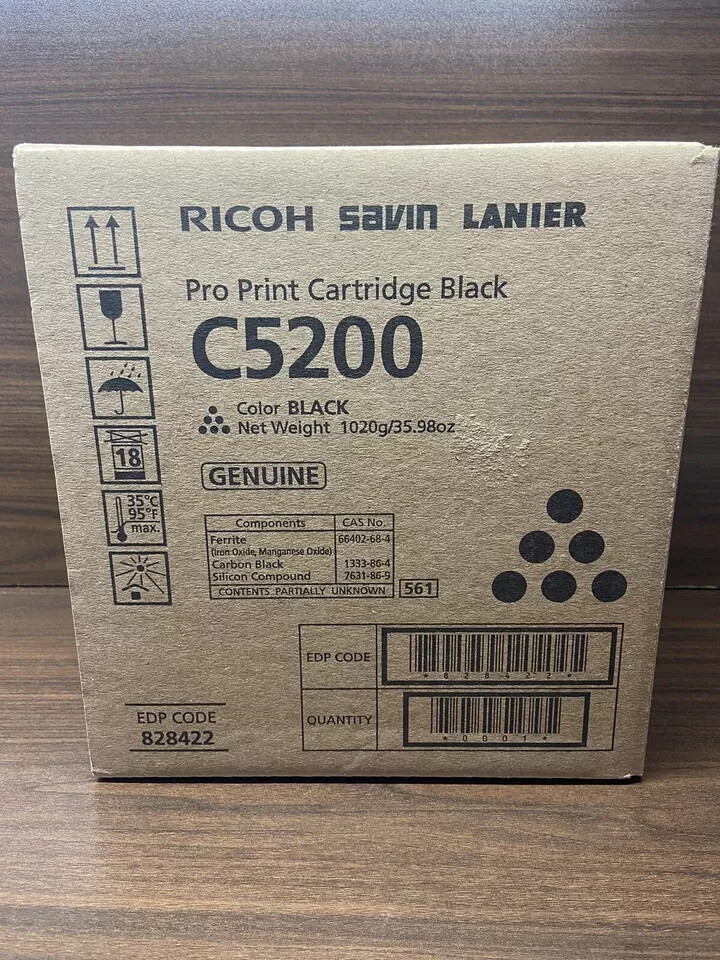 RICOH savin LANIER
Pro Print Cartridge Black
C5200
Color BLACK
Net Weight 1020g/35.98oz
GENUINE
18
35°C
95°F
max.
Components CAS No.
Ferrite 66402-68-4
(Iron Oxide, Manganese Oxide)
Carbon Black 1333-86-4
Silicon Compound 7631-86-9
CONTENTS PARTIALLY UNKNOWN 561
EDP CODE
*828422*
QUANTITY
*0001*
EDP CODE
828422